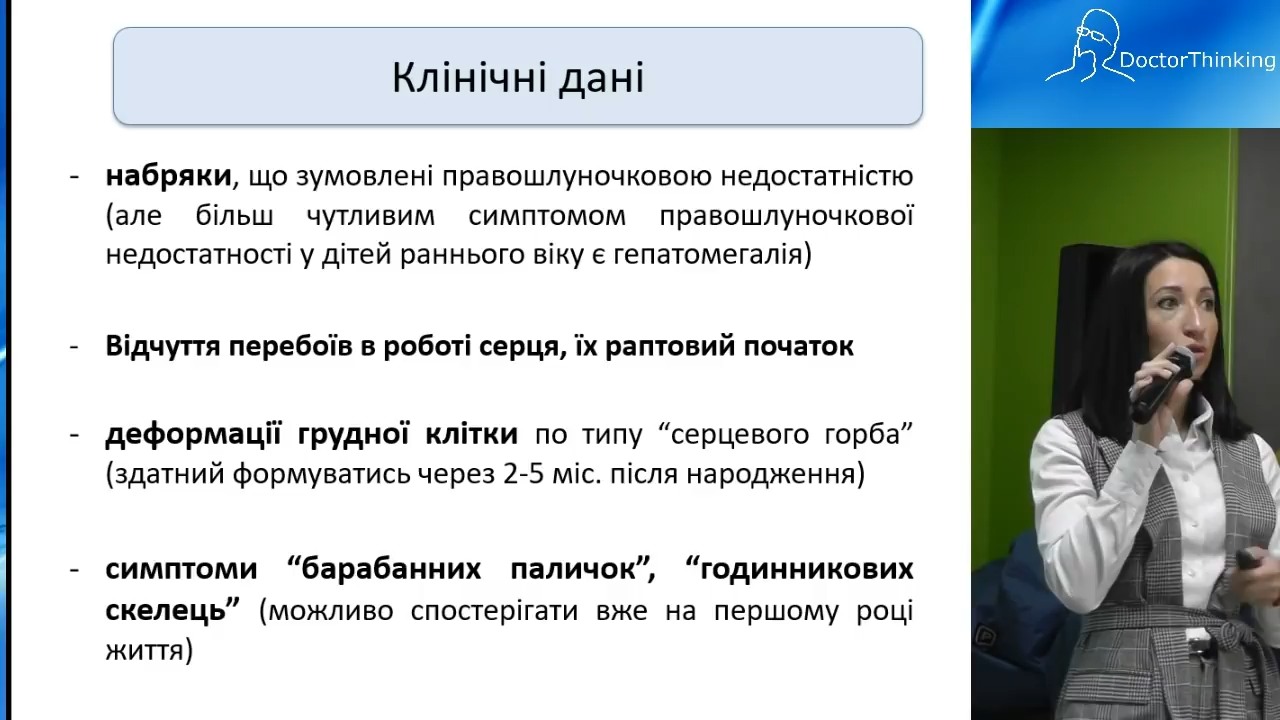 Клінічні дані
- набряки, що зумовлені правошлуночковою недостатністю
(але більш чутливим симптомом правошлуночкової
недостатності у дітей раннього віку є гепатомегалія)
- Відчуття перебоїв в роботі серця, їх раптовий початок
- деформації грудної клітки по типу “серцевого горба”
(здатний формуватись через 2-5 міс. після народження)
- симптоми “барабанних паличок”, “годинникових
скелець” (можливо спостерігати вже на першому році
життя)
DoctorThinking